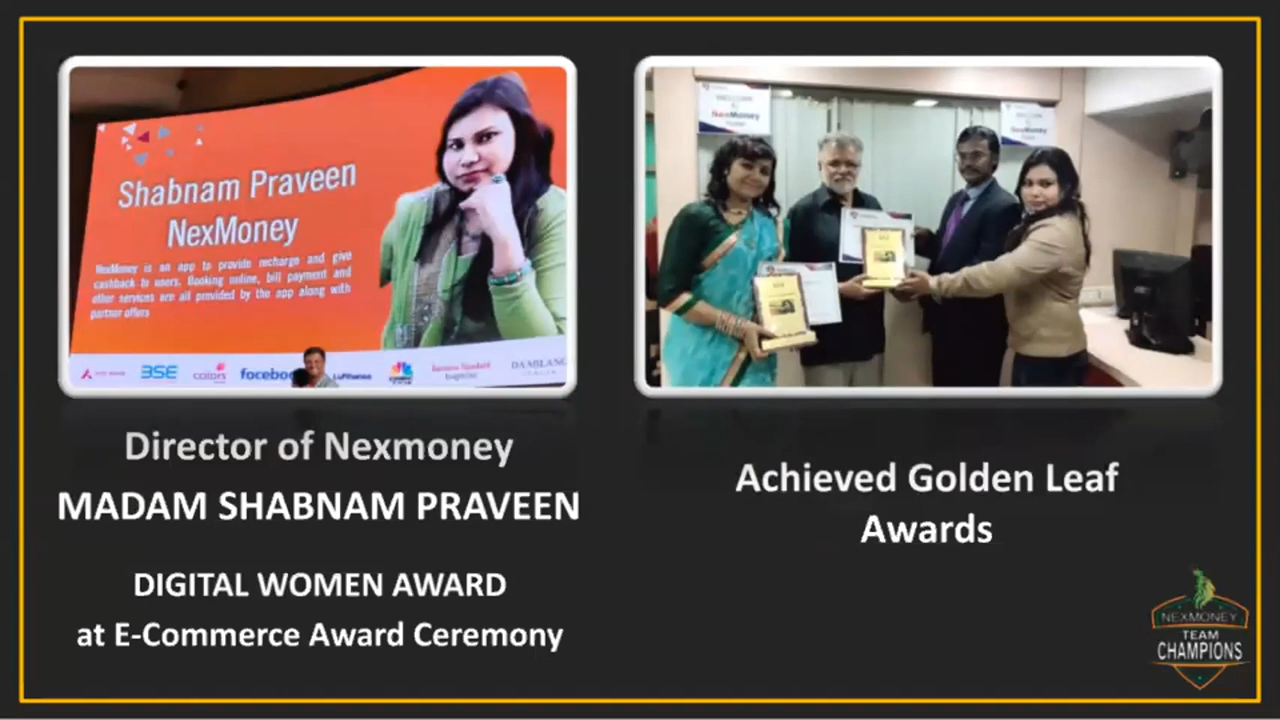 Shabnam Praveen
NexMoney
NexMoney is an app to provide recharge and give
cashback to users. Booking online, bill payment and
other services are all provided by the app along with
partner offers
BSE
colors
Lufthansa
Business Standard
WELCOME
NexMoney
NexMoney
Director of Nexmoney
MADAM SHABNAM PRAVEEN
DIGITAL WOMEN AWARD
at E-Commerce Award Ceremony
Achieved Golden Leaf
Awards
NEXMONEY
TEAM
CHAMPIONS